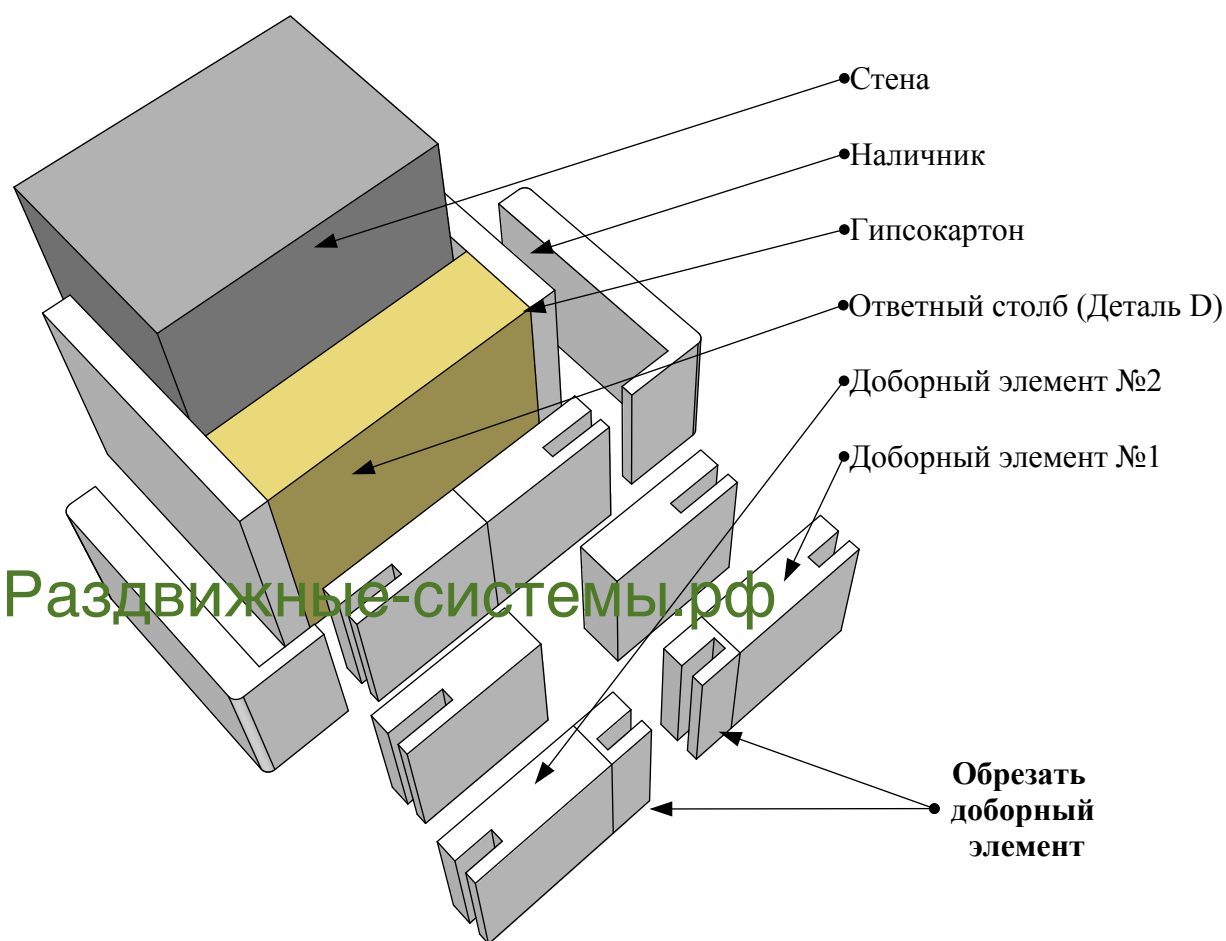 Стена
Наличник
Гипсокартон
Ответный столб (Деталь D)
Доборный элемент №2
Доборный элемент №1
Раздвижные-системы.рф
Обрезать
доборный
элемент